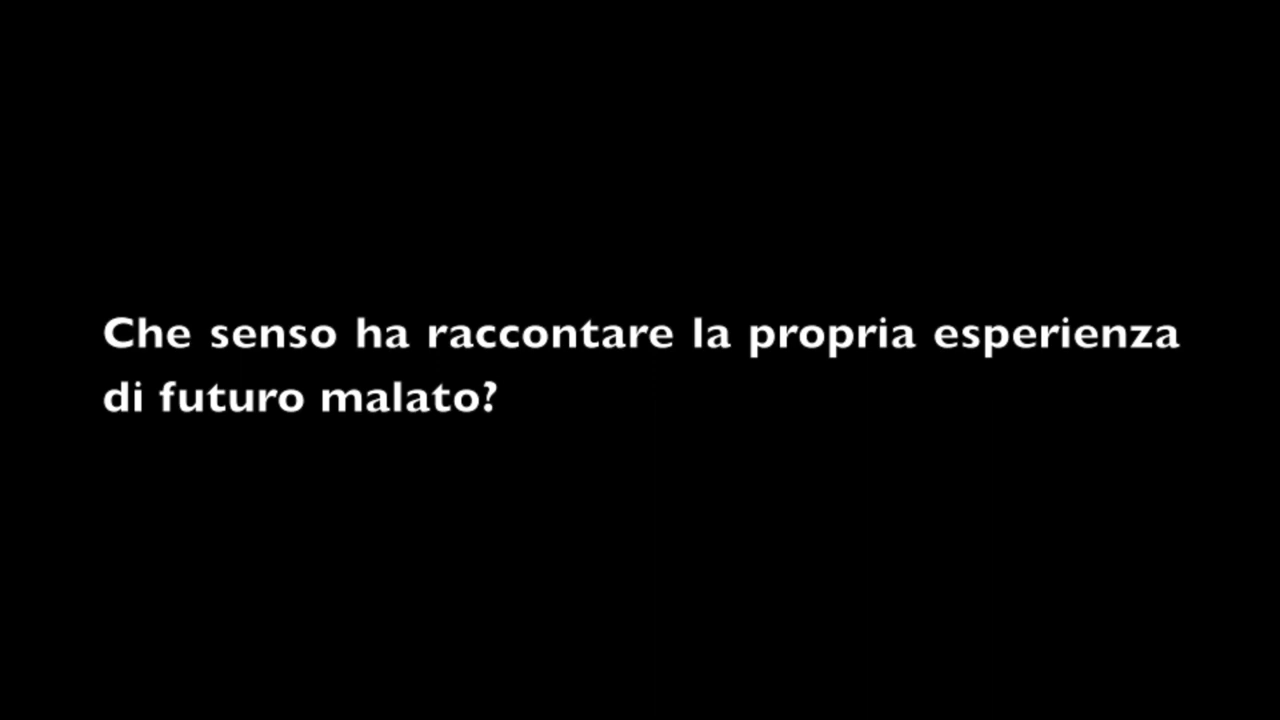 Che senso ha raccontare la propria esperienza
di futuro malato?